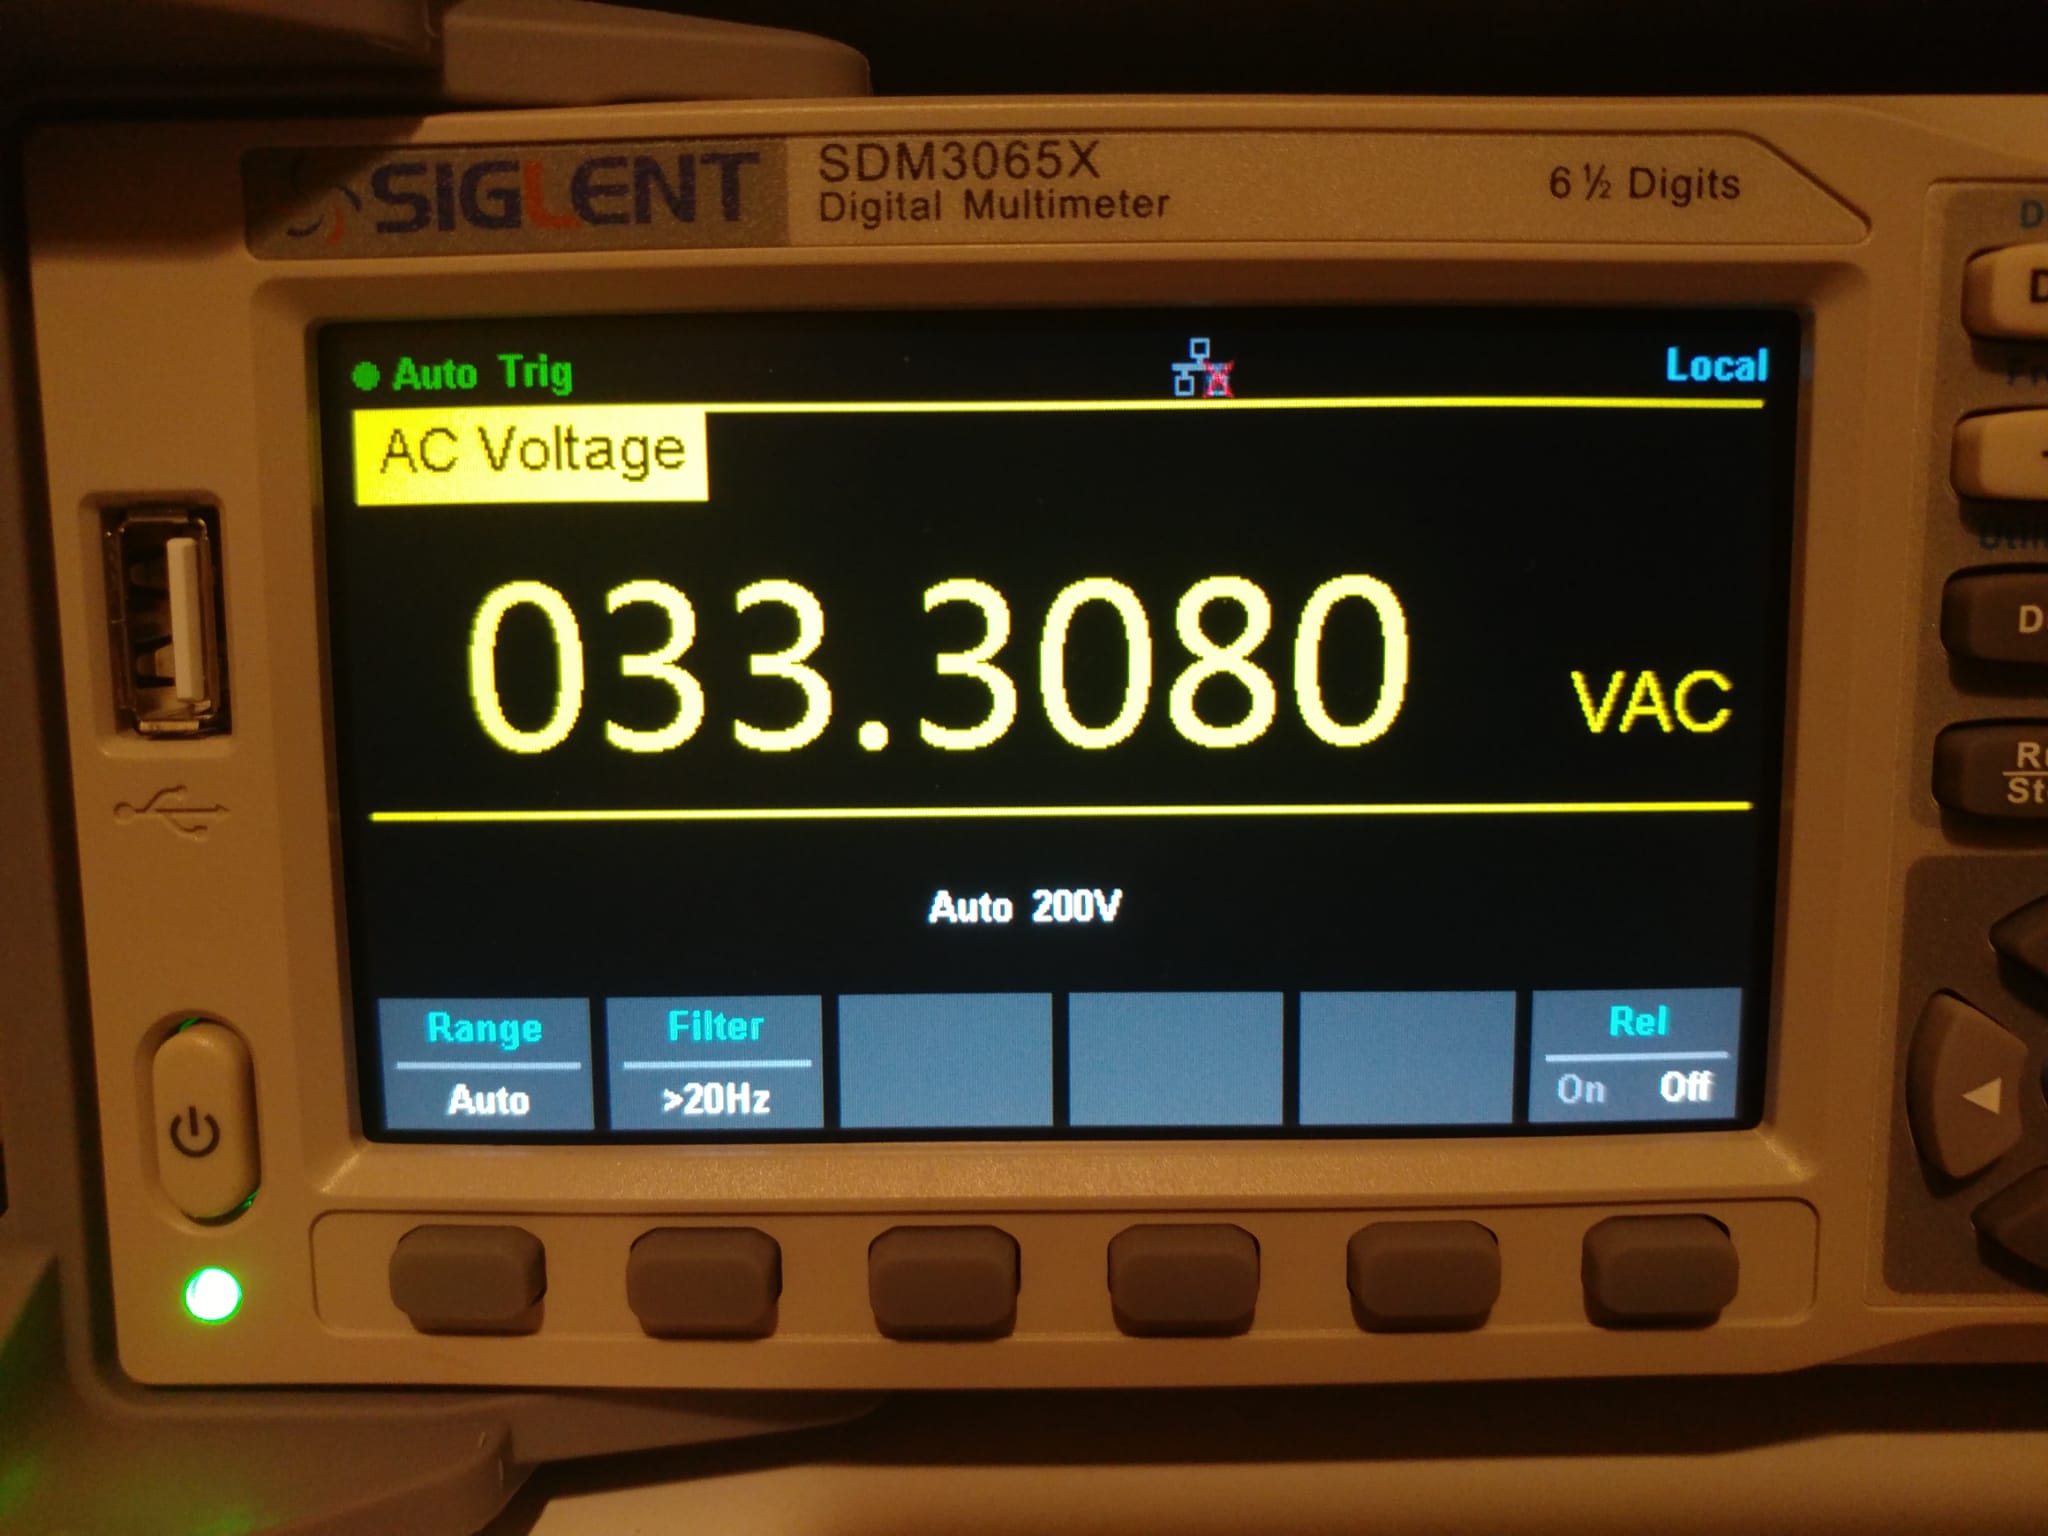 SIGLENT
SDM3065X
Digital Multimeter
6 ½ Digits
Auto Trig
Local
AC Voltage
033.3080
VAC
Auto 200V
Range
Auto
Filter
>20Hz
Rel
On Off